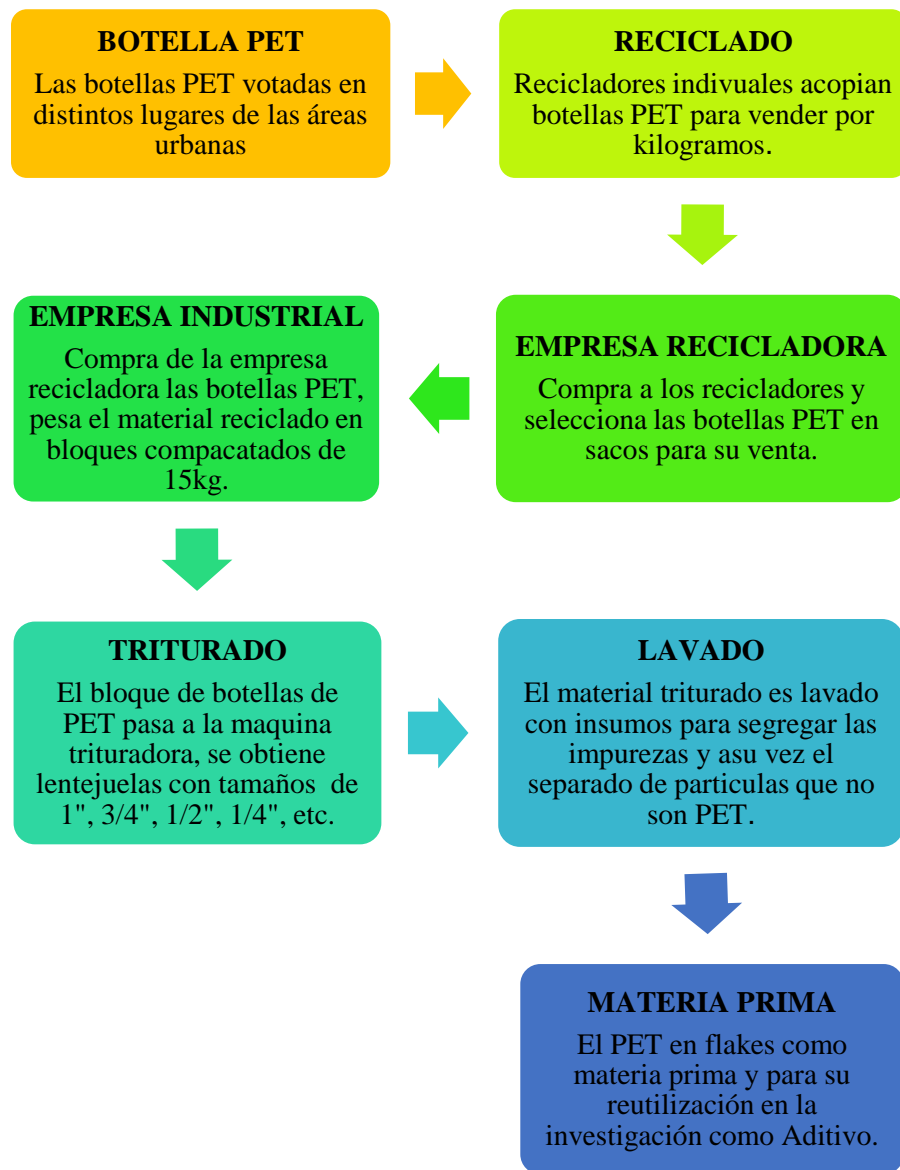 BOTELLA PET
Las botellas PET votadas en
distintos lugares de las áreas
urbanas
RECICLADO
Recicladores indivuales acopian
botellas PET para vender por
kilogramos.
EMPRESA RECICLADORA
Compra a los recicladores y
selecciona las botellas PET en
sacos para su venta.
EMPRESA INDUSTRIAL
Compra de la empresa
recicladora las botellas PET,
pesa el material reciclado en
bloques compacatados de
15kg.
TRITURADO
El bloque de botellas de
PET pasa a la maquina
trituradora, se obtiene
lentejuelas con tamaños de
1", 3/4", 1/2", 1/4", etc.
LAVADO
El material triturado es lavado
con insumos para segregar las
impurezas y asu vez el
separado de particulas que no
son PET.
MATERIA PRIMA
El PET en flakes como
materia prima y para su
reutilización en la
investigación como Aditivo.